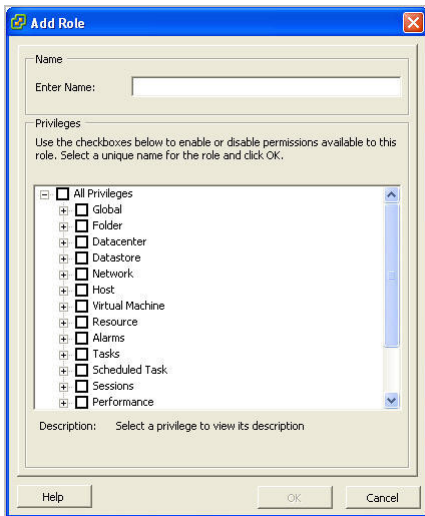 Add Role
Name
Enter Name:
Privileges
Use the checkboxes below to enable or disable permissions available to this
role. Select a unique name for the role and click OK.
All Privileges
Global
Folder
Datacenter
Datastore
Network
Host
Virtual Machine
Resource
Alarms
Tasks
Scheduled Task
Sessions
Performance
Description: Select a privilege to view its description
Help OK Cancel